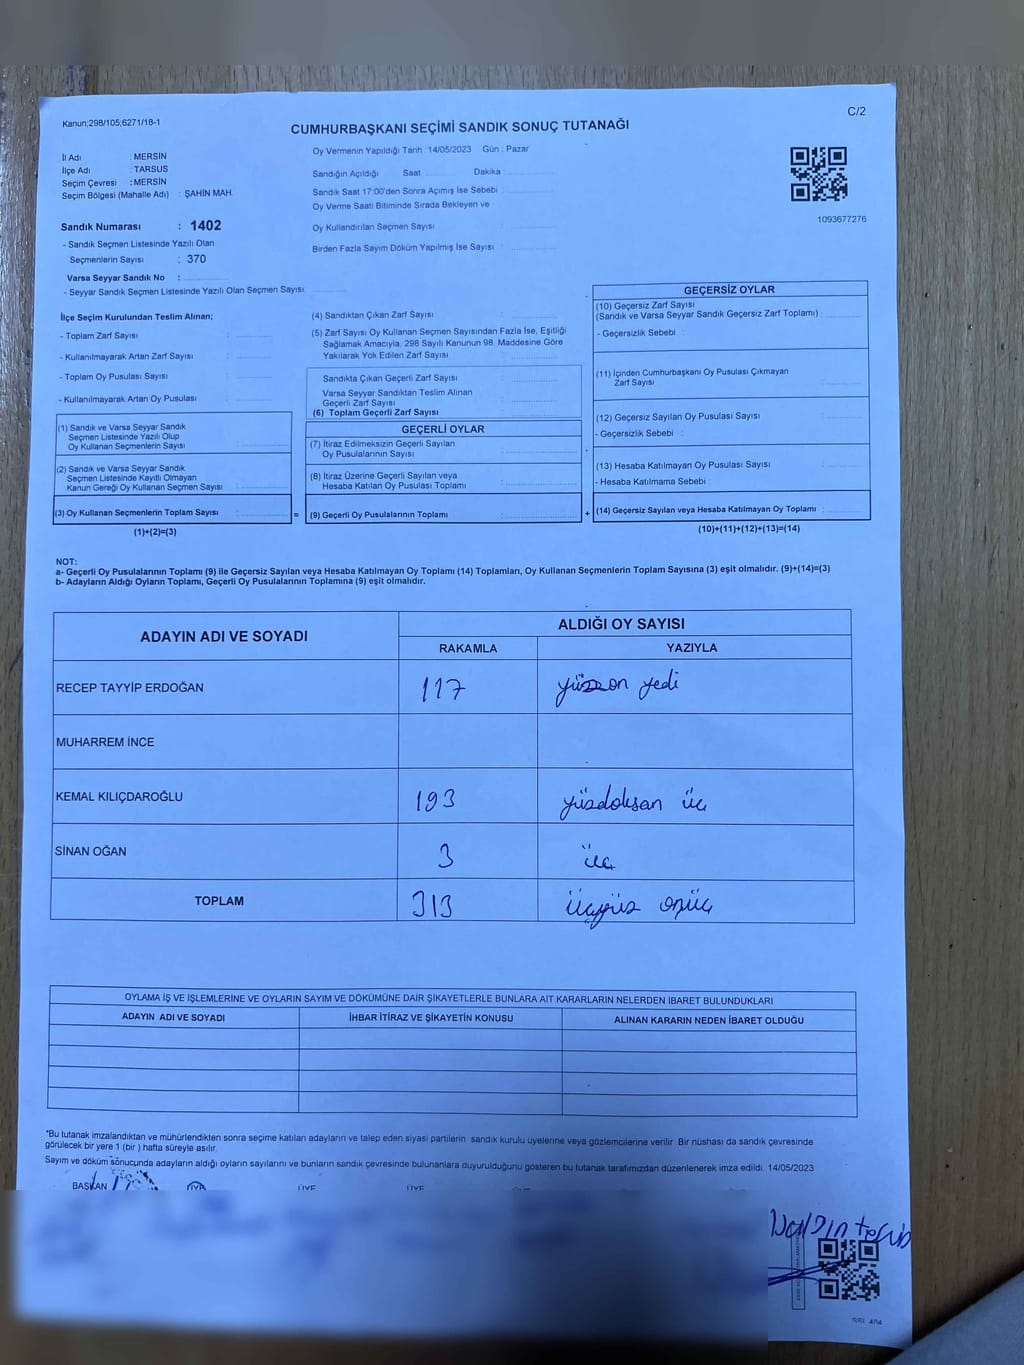 Kanun;298/105;6271/18-1
C/2
CUMHURBAŞKANI SEÇİMİ SANDIK SONUÇ TUTANAĞI
İl Adı : MERSİN
İlçe Adı : TARSUS
Seçim Çevresi : MERSİN
Seçim Bölgesi (Mahalle Adı) : ŞAHİN MAH.
Oy Vermenin Yapıldığı Tarih : 14/05/2023 Gün : Pazar
Sandığın Açıldığı Saat Dakika :
Sandık Saat 17:00'den Sonra Açımış İse Sebebi :
Oy Verme Saati Bitiminde Sırada Bekleyen ve
Oy Kullandırılan Seçmen Sayısı :
Birden Fazla Sayım Döküm Yapılmış İse Sayısı :
1093677276
Sandık Numarası : 1402
- Sandık Seçmen Listesinde Yazılı Olan
Seçmenlerin Sayısı : 370
Varsa Seyyar Sandık No :
- Seyyar Sandık Seçmen Listesinde Yazılı Olan Seçmen Sayısı:
İlçe Seçim Kurulundan Teslim Alınan;
- Toplam Zarf Sayısı :
- Kullanılmayarak Artan Zarf Sayısı :
- Toplam Oy Pusulası Sayısı :
- Kullanılmayarak Artan Oy Pusulası :
(1) Sandık ve Varsa Seyyar Sandık
Seçmen Listesinde Yazılı Olup
Oy Kullanan Seçmenlerin Sayısı :
(2) Sandık ve Varsa Seyyar Sandık
Seçmen Listesinde Kayıtlı Olmayan
Kanun Gereği Oy Kullanan Seçmen Sayısı :
(3) Oy Kullanan Seçmenlerin Toplam Sayısı :
(1)+(2)=(3)
(4) Sandıktan Çıkan Zarf Sayısı :
(5) Zarf Sayısı Oy Kullanan Seçmen Sayısından Fazla İse, Eşitliği
Sağlamak Amacıyla; 298 Sayılı Kanunun 98. Maddesine Göre
Yakılarak Yok Edilen Zarf Sayısı :
Sandıkta Çıkan Geçerli Zarf Sayısı :
Varsa Seyyar Sandıktan Teslim Alınan
Geçerli Zarf Sayısı :
(6) Toplam Geçerli Zarf Sayısı :
GEÇERLİ OYLAR
(7) İtiraz Edilmeksizin Geçerli Sayılan
Oy Pusulalarının Sayısı :
(8) İtiraz Üzerine Geçerli Sayılan veya
Hesaba Katılan Oy Pusulası Toplamı :
= (9) Geçerli Oy Pusulalarının Toplamı : +
GEÇERSİZ OYLAR
(10) Geçersiz Zarf Sayısı
(Sandık ve Varsa Seyyar Sandık Geçersiz Zarf Toplamı) :
- Geçersizlik Sebebi :
(11) İçinden Cumhurbaşkanı Oy Pusulası Çıkmayan
Zarf Sayısı :
(12) Geçersiz Sayılan Oy Pusulası Sayısı :
- Geçersizlik Sebebi :
(13) Hesaba Katılmayan Oy Pusulası Sayısı :
- Hesaba Katılmama Sebebi :
(14) Geçersiz Sayılan veya Hesaba Katılmayan Oy Toplamı :
(10)+(11)+(12)+(13)=(14)
NOT:
a- Geçerli Oy Pusulalarının Toplamı (9) ile Geçersiz Sayılan veya Hesaba Katılmayan Oy Toplamı (14) Toplamları, Oy Kullanan Seçmenlerin Toplam Sayısına (3) eşit olmalıdır. (9)+(14)=(3)
b- Adayların Aldığı Oyların Toplamı, Geçerli Oy Pusulalarının Toplamına (9) eşit olmalıdır.
ADAYIN ADI VE SOYADI ALDIĞI OY SAYISI
RAKAMLA YAZIYLA
RECEP TAYYİP ERDOĞAN 117 yüzon yedi
MUHARREM İNCE
KEMAL KILIÇDAROĞLU 193 yüzdoksan üç
SİNAN OĞAN 3 üç
TOPLAM 313 üçyüz onüç
OYLAMA İŞ VE İŞLEMLERİNE VE OYLARIN SAYIM VE DÖKÜMÜNE DAİR ŞİKAYETLERLE BUNLARA AİT KARARLARIN NELERDEN İBARET BULUNDUKLARI
ADAYIN ADI VE SOYADI İHBAR İTİRAZ VE ŞİKAYETİN KONUSU ALINAN KARARIN NEDEN İBARET OLDUĞU
*Bu tutanak imzalandıktan ve mühürlendikten sonra seçime katılan adayların ve talep eden siyasi partilerin sandık kurulu üyelerine veya gözlemcilerine verilir. Bir nüshası da sandık çevresinde
görülecek bir yere 1 (bir ) hafta süreyle asılır.
Sayım ve döküm sonucunda adayların aldığı oyların sayılarını ve bunların sandık çevresinde bulunanlara duyurulduğunu gösteren bu tutanak tarafımızdan düzenlenerek imza edildi. 14/05/2023
BAŞKAN ÜYE ÜYE ÜYE